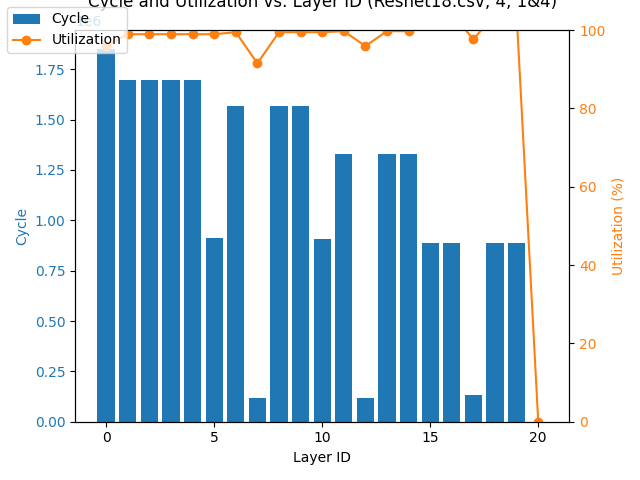 Cycle and Utilization vs. Layer ID (Resnet18.csv, 4, 1&4)
1e6
Cycle
Utilization
1.75
1.50
1.25
1.00
0.75
0.50
0.25
0.00
Cycle
100
80
60
40
20
0
Utilization (%)
0 5 10 15 20
Layer ID